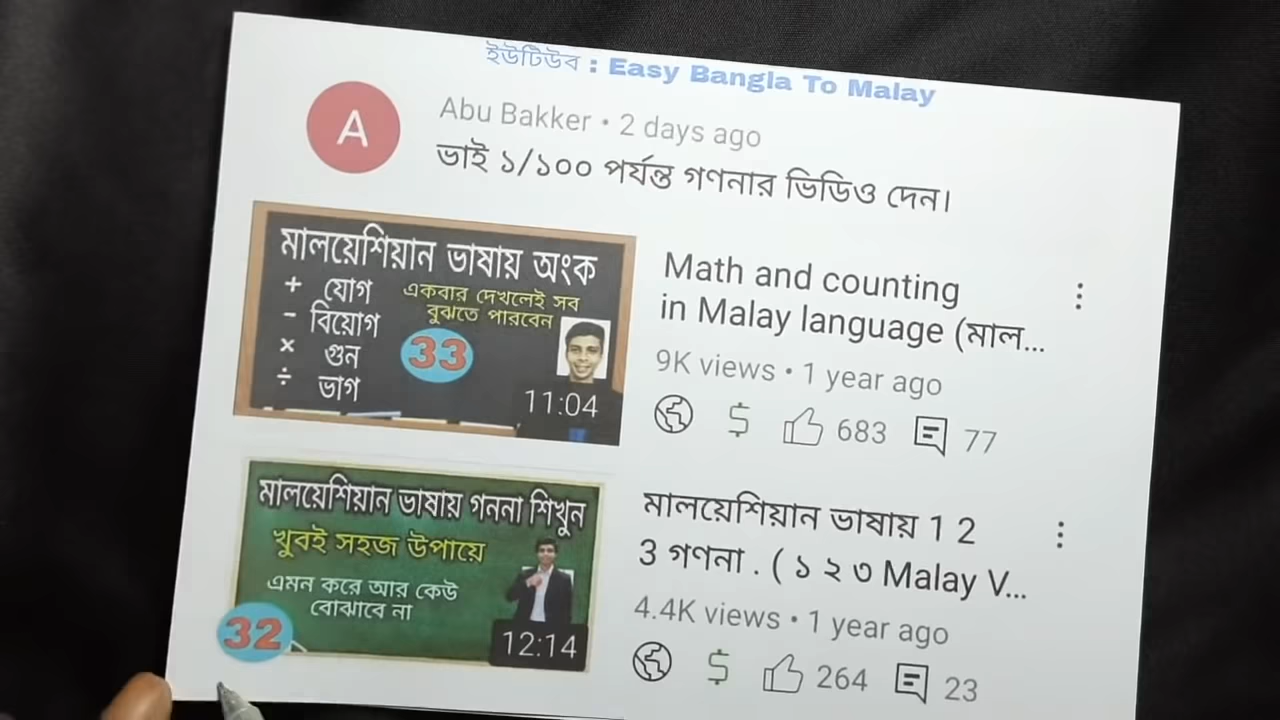 ইউটিউব : Easy Bangla To Malay
A
Abu Bakker • 2 days ago
ভাই ১/১০০ পর্যন্ত গণনার ভিডিও দেন।
মালয়েশিয়ান ভাষায় অংক
+ যোগ
- বিয়োগ
× গুন
÷ ভাগ
একবার দেখলেই সব
বুঝতে পারবেন
33
11:04
Math and counting
in Malay language (মাল...
9K views • 1 year ago
$ 683 77
মালয়েশিয়ান ভাষায় গননা শিখুন
খুবই সহজ উপায়ে
এমন করে আর কেউ
বোঝাবে না
32
12:14
মালয়েশিয়ান ভাষায় 1 2
3 গণনা . ( ১ ২ ৩ Malay V...
4.4K views • 1 year ago
$ 264 23